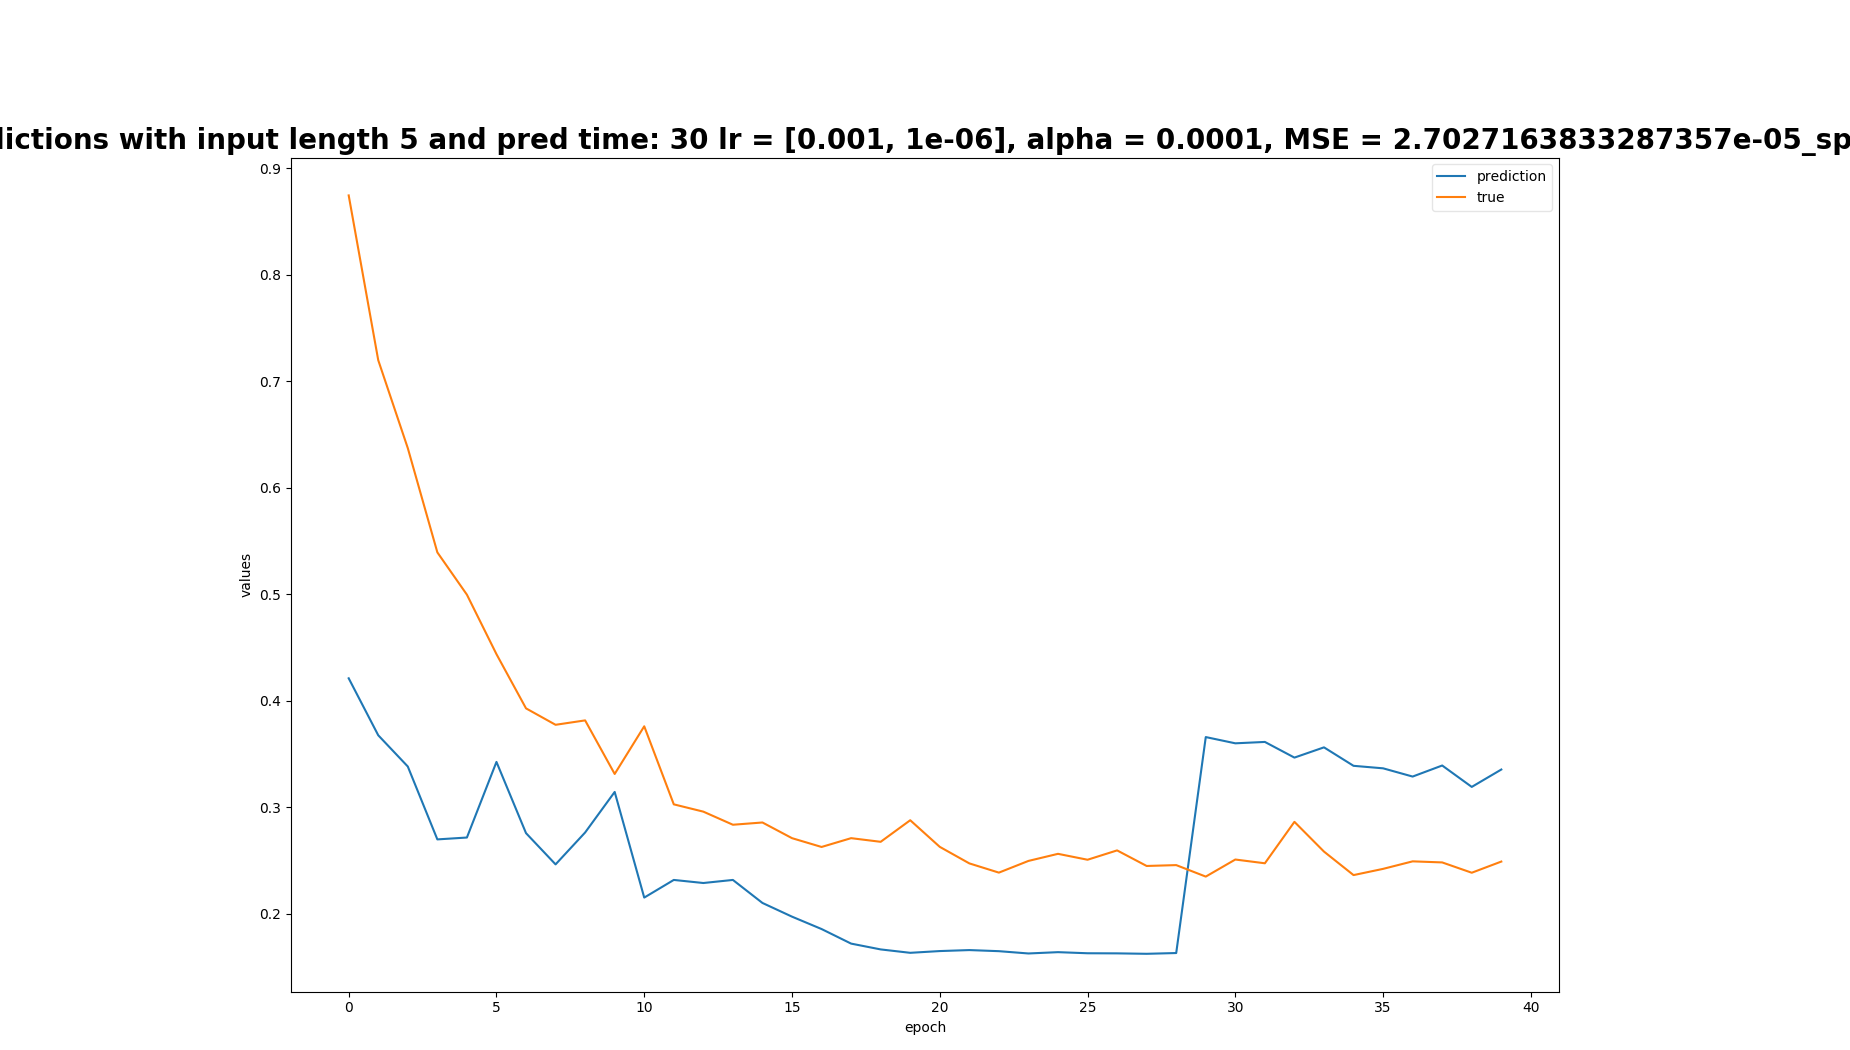 dictions with input length 5 and pred time: 30 lr = [0.001, 1e-06], alpha = 0.0001, MSE = 2.7027163833287357e-05_sp
prediction
true
0.9
0.8
0.7
0.6
0.5
0.4
0.3
0.2
values
0 5 10 15 20 25 30 35 40
epoch